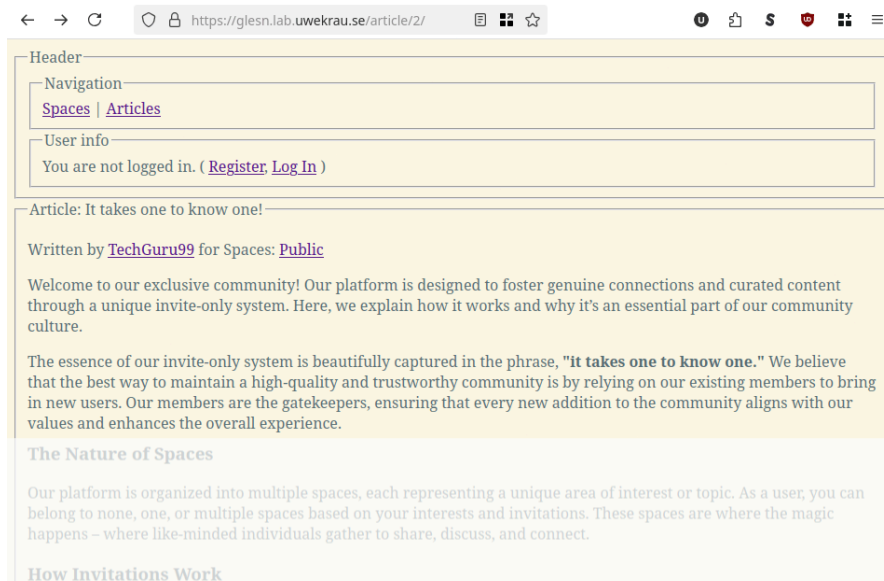 https://glesn.lab.uwekrau.se/article/2/
Header
Navigation
Spaces | Articles
User info
You are not logged in. ( Register, Log In )
Article: It takes one to know one!
Written by TechGuru99 for Spaces: Public
Welcome to our exclusive community! Our platform is designed to foster genuine connections and curated content
through a unique invite-only system. Here, we explain how it works and why it’s an essential part of our community
culture.
The essence of our invite-only system is beautifully captured in the phrase, "it takes one to know one." We believe
that the best way to maintain a high-quality and trustworthy community is by relying on our existing members to bring
in new users. Our members are the gatekeepers, ensuring that every new addition to the community aligns with our
values and enhances the overall experience.
The Nature of Spaces
Our platform is organized into multiple spaces, each representing a unique area of interest or topic. As a user, you can
belong to none, one, or multiple spaces based on your interests and invitations. These spaces are where the magic
happens – where like-minded individuals gather to share, discuss, and connect.
How Invitations Work